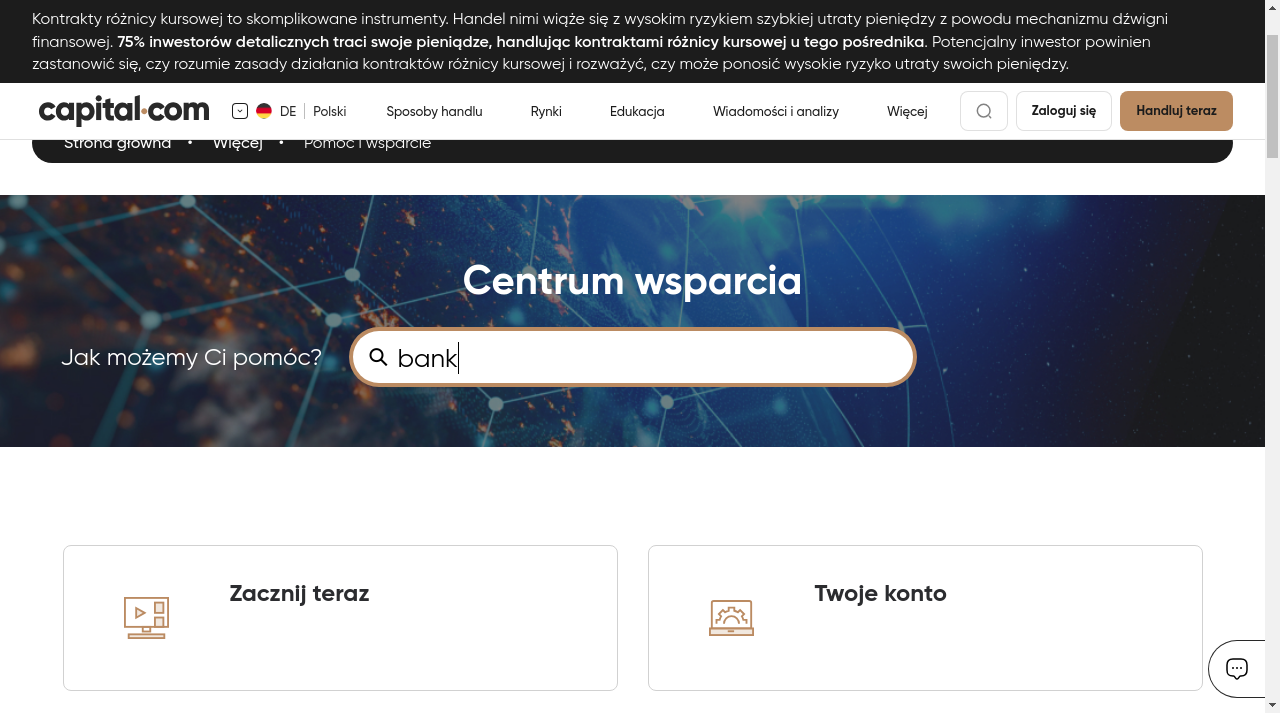 Kontrakty różnicy kursowej to skomplikowane instrumenty. Handel nimi wiąże się z wysokim ryzykiem szybkiej utraty pieniędzy z powodu mechanizmu dźwigni
finansowej. 75% inwestorów detalicznych traci swoje pieniądze, handlując kontraktami różnicy kursowej u tego pośrednika. Potencjalny inwestor powinien
zastanowić się, czy rozumie zasady działania kontraktów różnicy kursowej i rozważyć, czy może ponosić wysokie ryzyko utraty swoich pieniędzy.
capital.com DE Polski Sposoby handlu Rynki Edukacja Wiadomości i analizy Więcej Zaloguj się Handluj teraz
Strona główna • Więcej • Pomoc i wsparcie
Centrum wsparcia
Jak możemy Ci pomóc? bank
Zacznij teraz Twoje konto